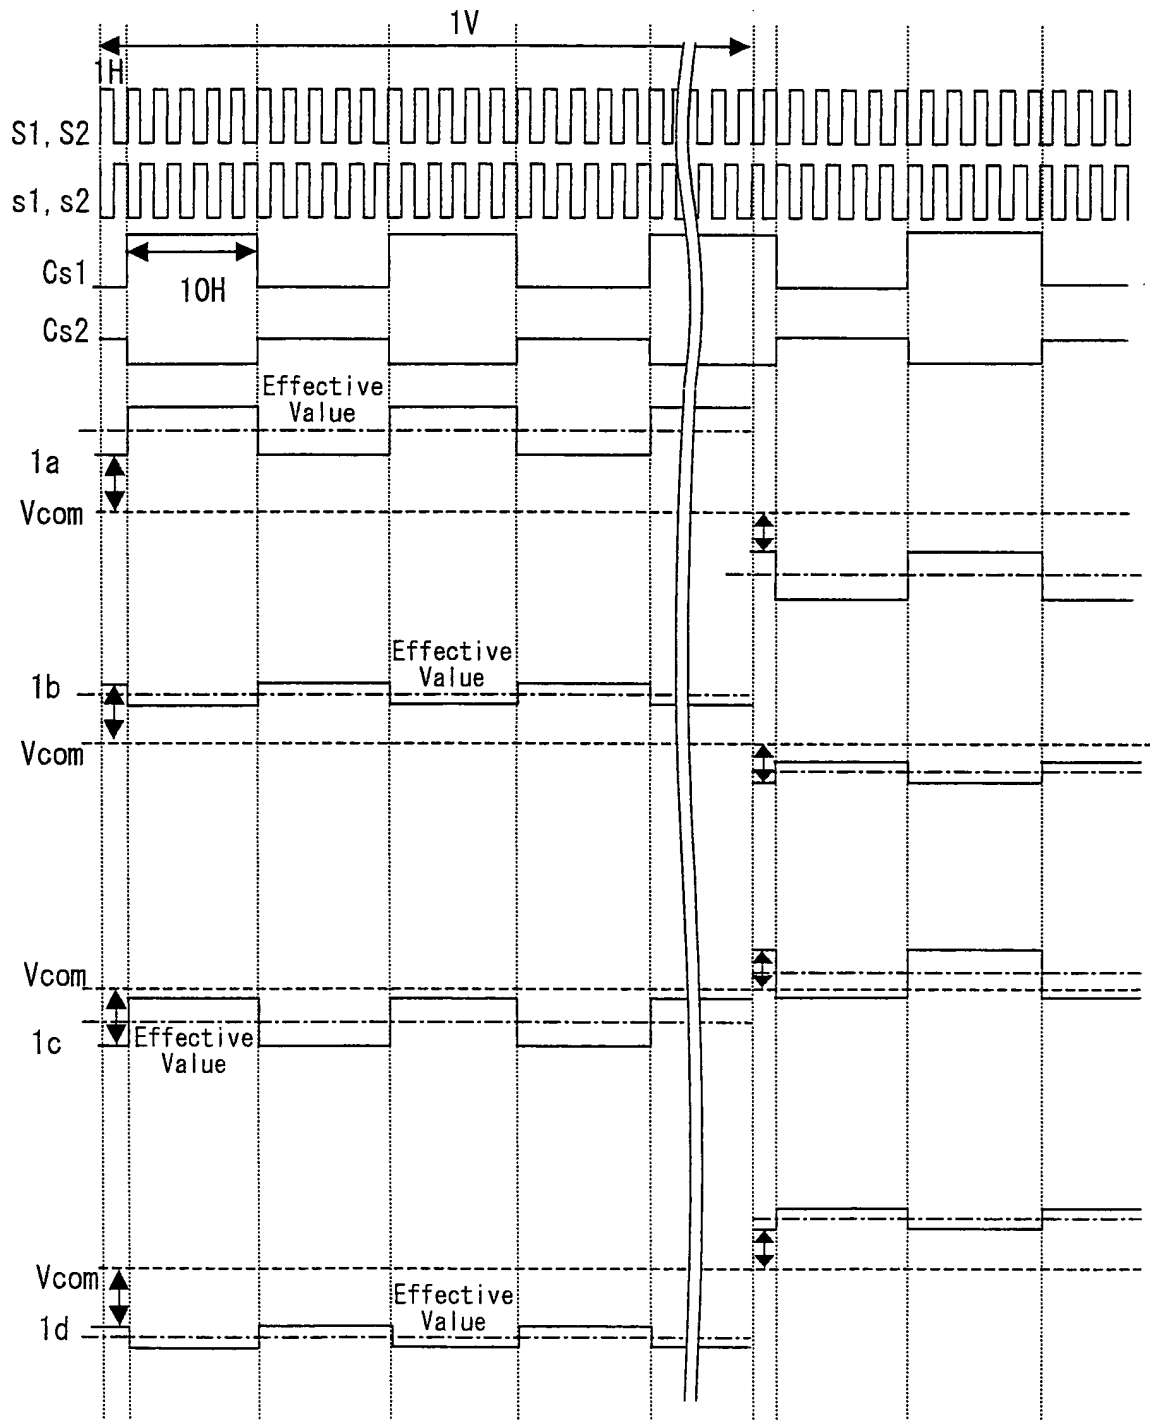 1V
1H
S1, S2
s1, s2
Cs1
10H
Cs2
Effective
Value
1a
Vcom
Effective
Value
1b
Vcom
Vcom
1c
Effective
Value
Vcom
Effective
Value
1d